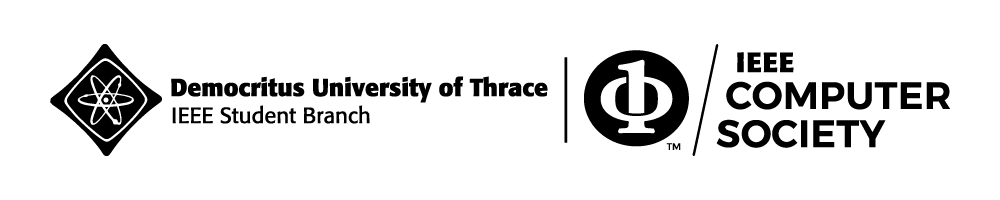 Democritus University of Thrace
IEEE Student Branch
TM
IEEE
COMPUTER
SOCIETY